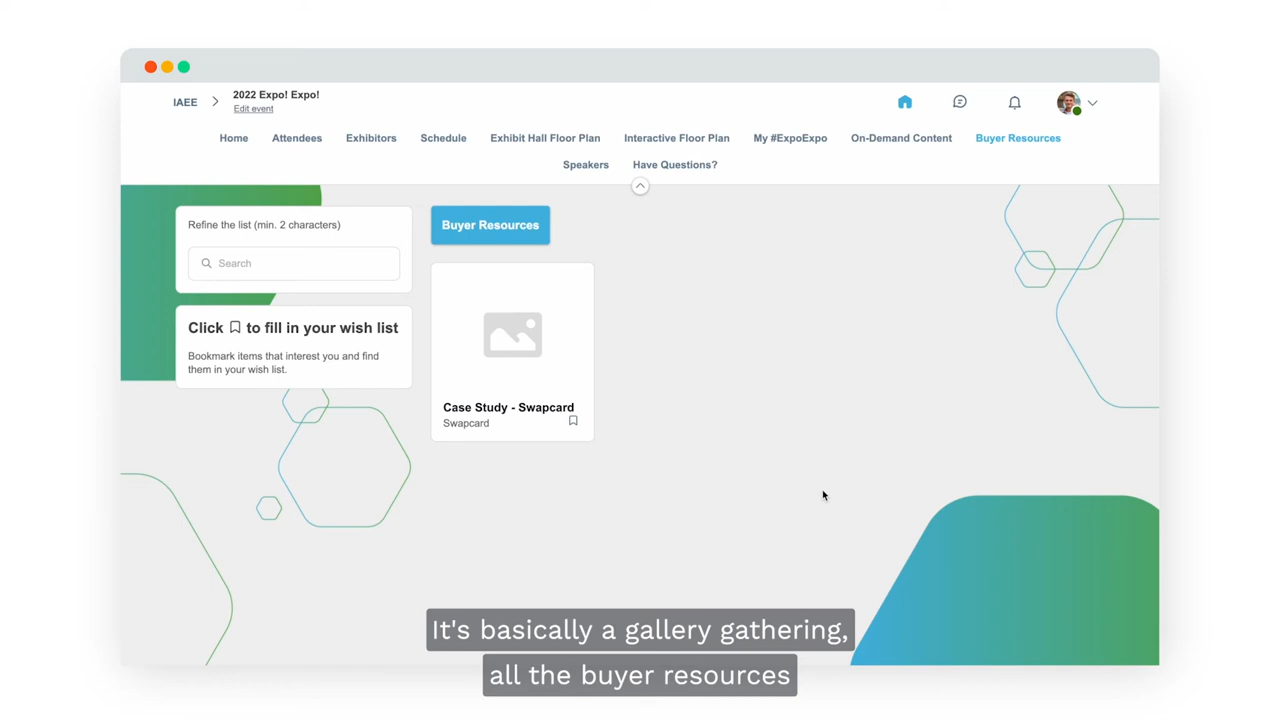 IAEE
2022 Expo! Expo!
Edit event
Home Attendees Exhibitors Schedule Exhibit Hall Floor Plan Interactive Floor Plan My #ExpoExpo On-Demand Content Buyer Resources
Speakers Have Questions?
Refine the list (min. 2 characters)
Search
Click to fill in your wish list
Bookmark items that interest you and find
them in your wish list.
Buyer Resources
Case Study - Swapcard
Swapcard
It's basically a gallery gathering,
all the buyer resources